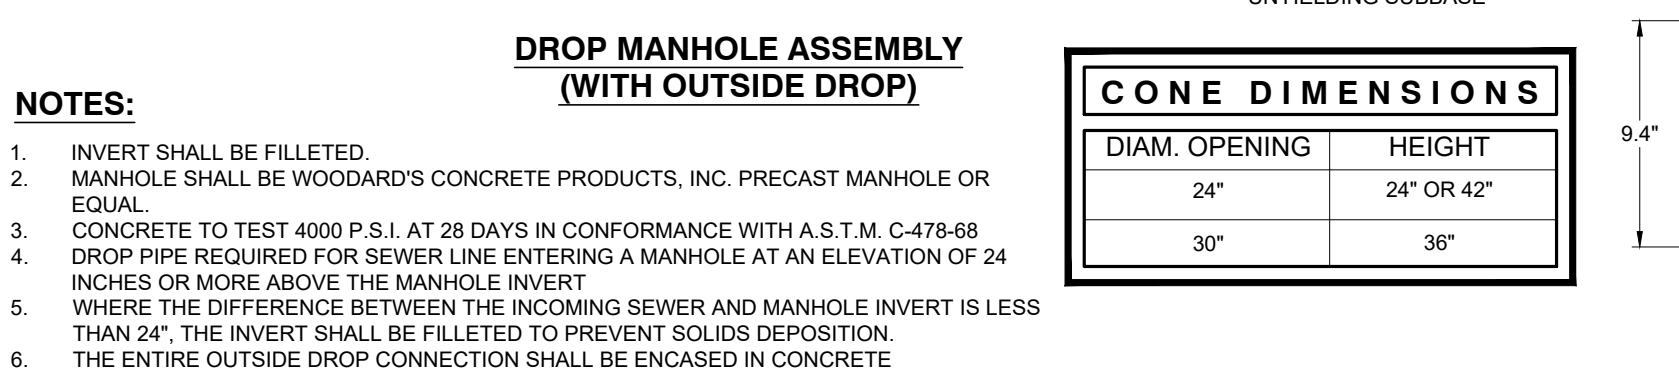 UNYIELDING SUBBASE
DROP MANHOLE ASSEMBLY
(WITH OUTSIDE DROP)
NOTES:
1. INVERT SHALL BE FILLETED.
2. MANHOLE SHALL BE WOODARD'S CONCRETE PRODUCTS, INC. PRECAST MANHOLE OR
EQUAL.
3. CONCRETE TO TEST 4000 P.S.I. AT 28 DAYS IN CONFORMANCE WITH A.S.T.M. C-478-68
4. DROP PIPE REQUIRED FOR SEWER LINE ENTERING A MANHOLE AT AN ELEVATION OF 24
INCHES OR MORE ABOVE THE MANHOLE INVERT
5. WHERE THE DIFFERENCE BETWEEN THE INCOMING SEWER AND MANHOLE INVERT IS LESS
THAN 24", THE INVERT SHALL BE FILLETED TO PREVENT SOLIDS DEPOSITION.
6. THE ENTIRE OUTSIDE DROP CONNECTION SHALL BE ENCASED IN CONCRETE
CONE DIMENSIONS
DIAM. OPENING HEIGHT
24" 24" OR 42"
30" 36"
9.4"